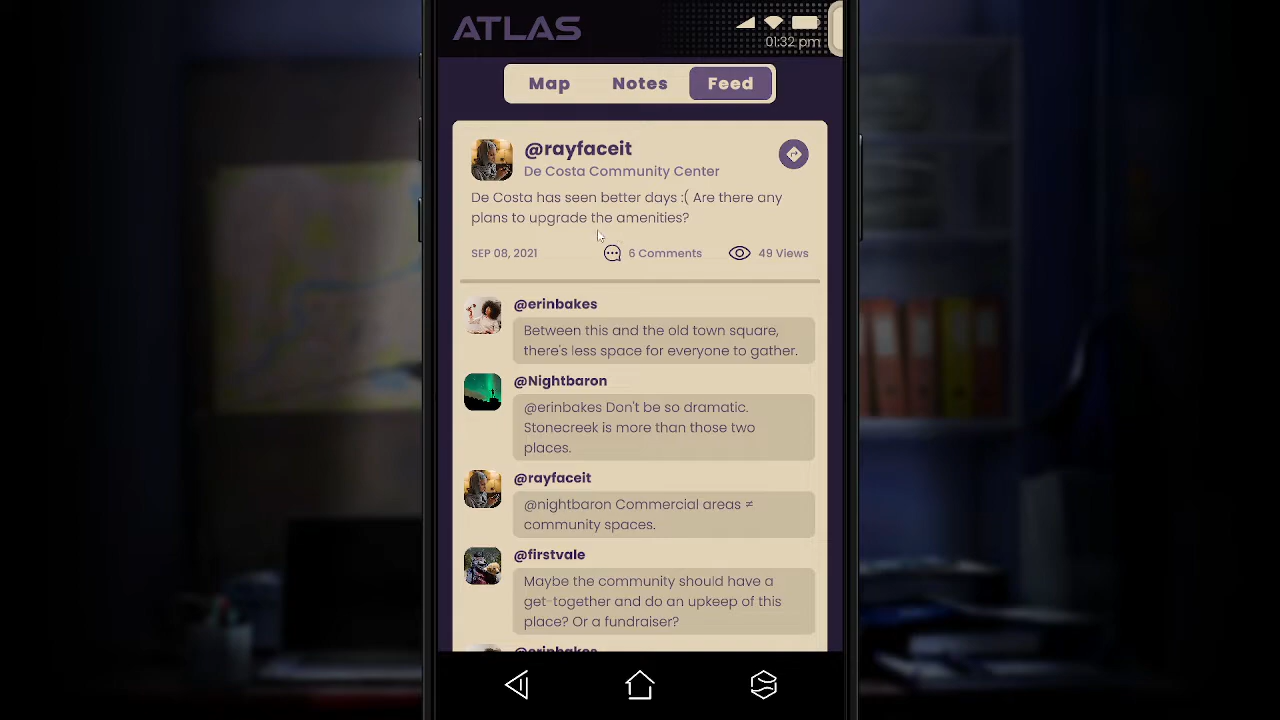 ATLAS
01:32 pm
Map Notes Feed
@rayfaceit
De Costa Community Center
De Costa has seen better days :( Are there any
plans to upgrade the amenities?
SEP 08, 2021 6 Comments 49 Views
@erinbakes
Between this and the old town square,
there's less space for everyone to gather.
@Nightbaron
@erinbakes Don't be so dramatic.
Stonecreek is more than those two
places.
@rayfaceit
@nightbaron Commercial areas ≠
community spaces.
@firstvale
Maybe the community should have a
get-together and do an upkeep of this
place? Or a fundraiser?
@erinbakes